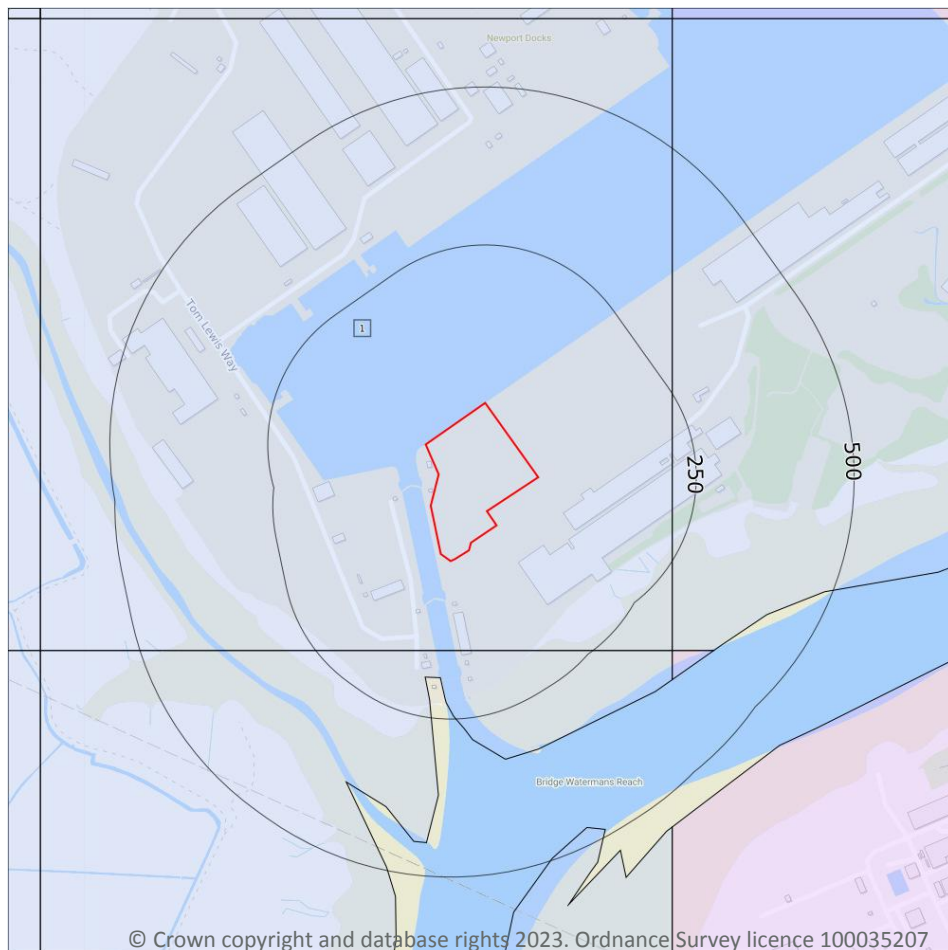 Newport Docks
1
Tom Lewis Way
250
500
Bridge Watermans Reach
© Crown copyright and database rights 2023. Ordnance Survey licence 100035207